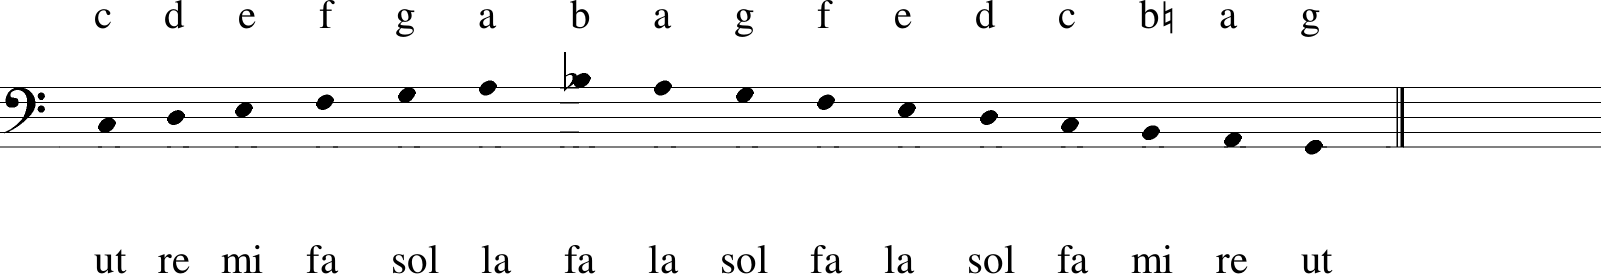 c d e f g a b a g f e d c b♮ a g
ut re mi fa sol la fa la sol fa la sol fa mi re ut